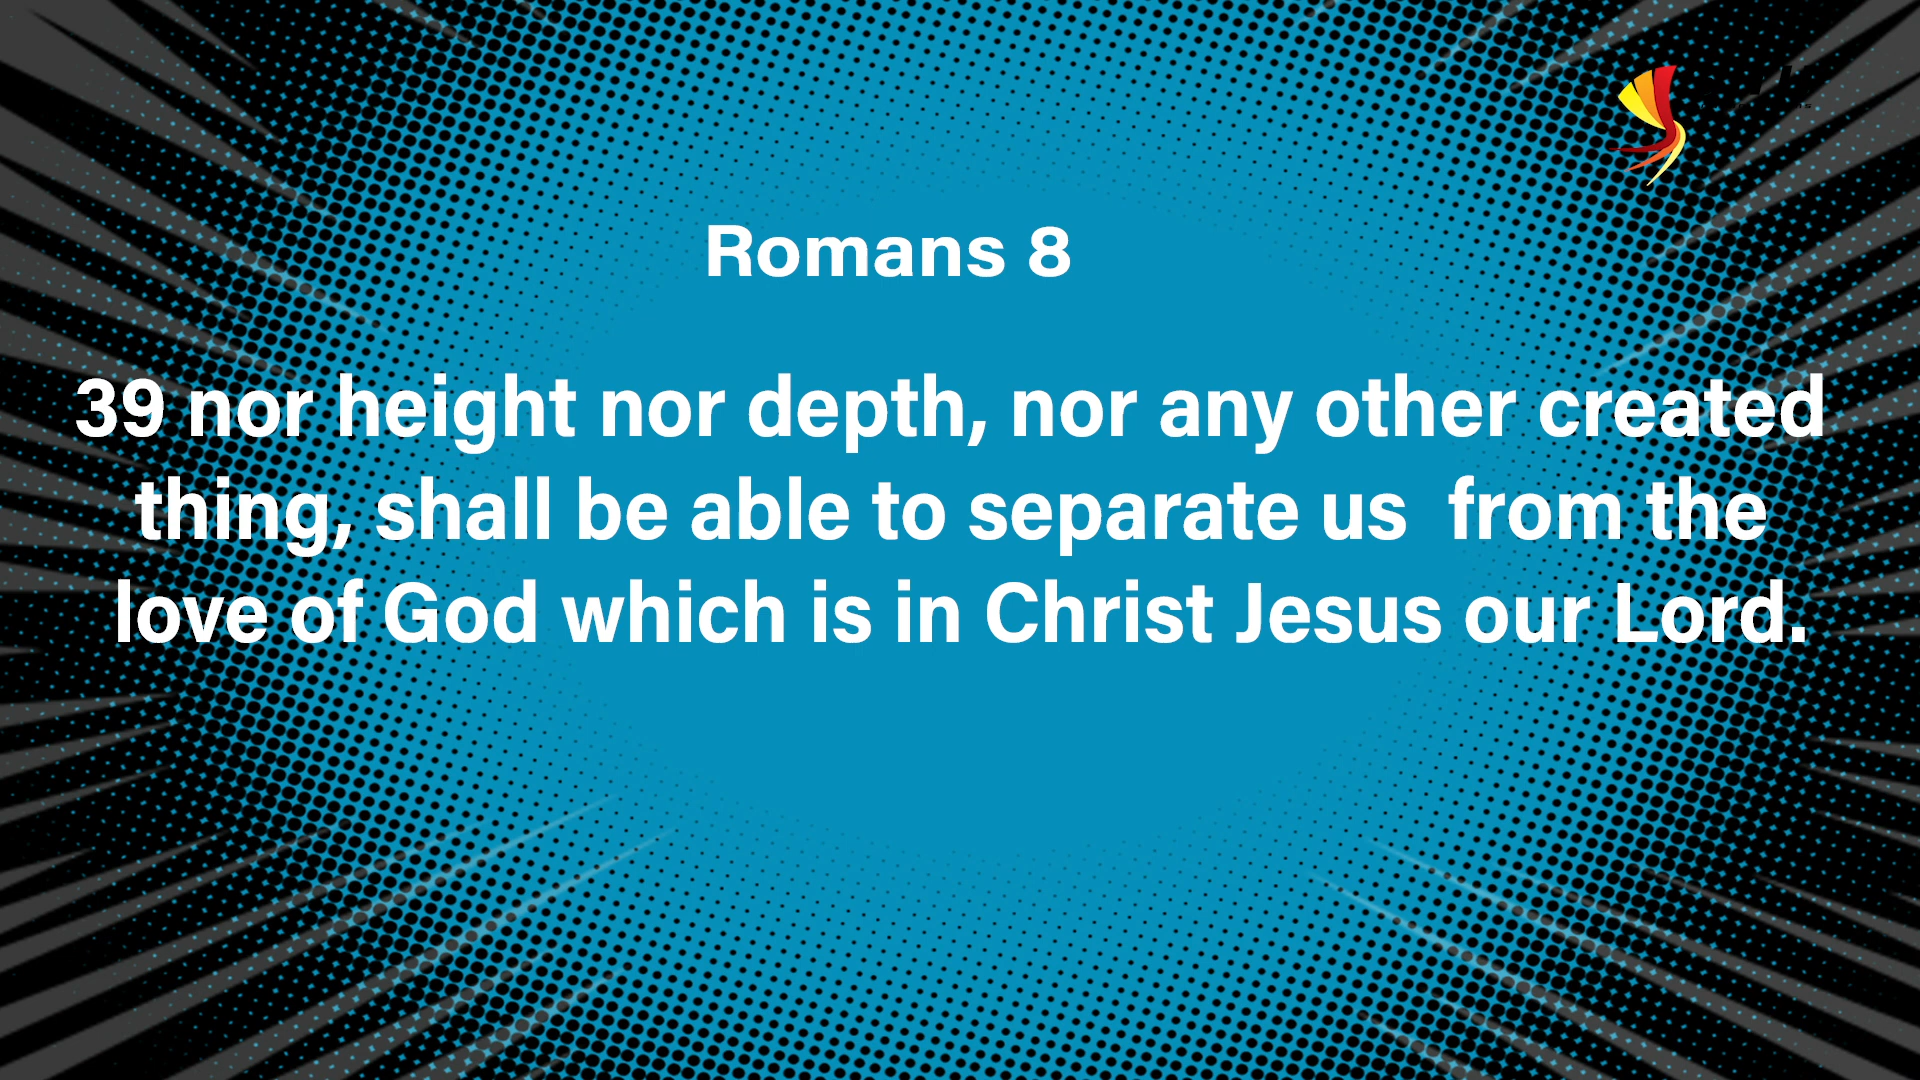 Romans 8
39 nor height nor depth, nor any other created
thing, shall be able to separate us  from the
love of God which is in Christ Jesus our Lord.